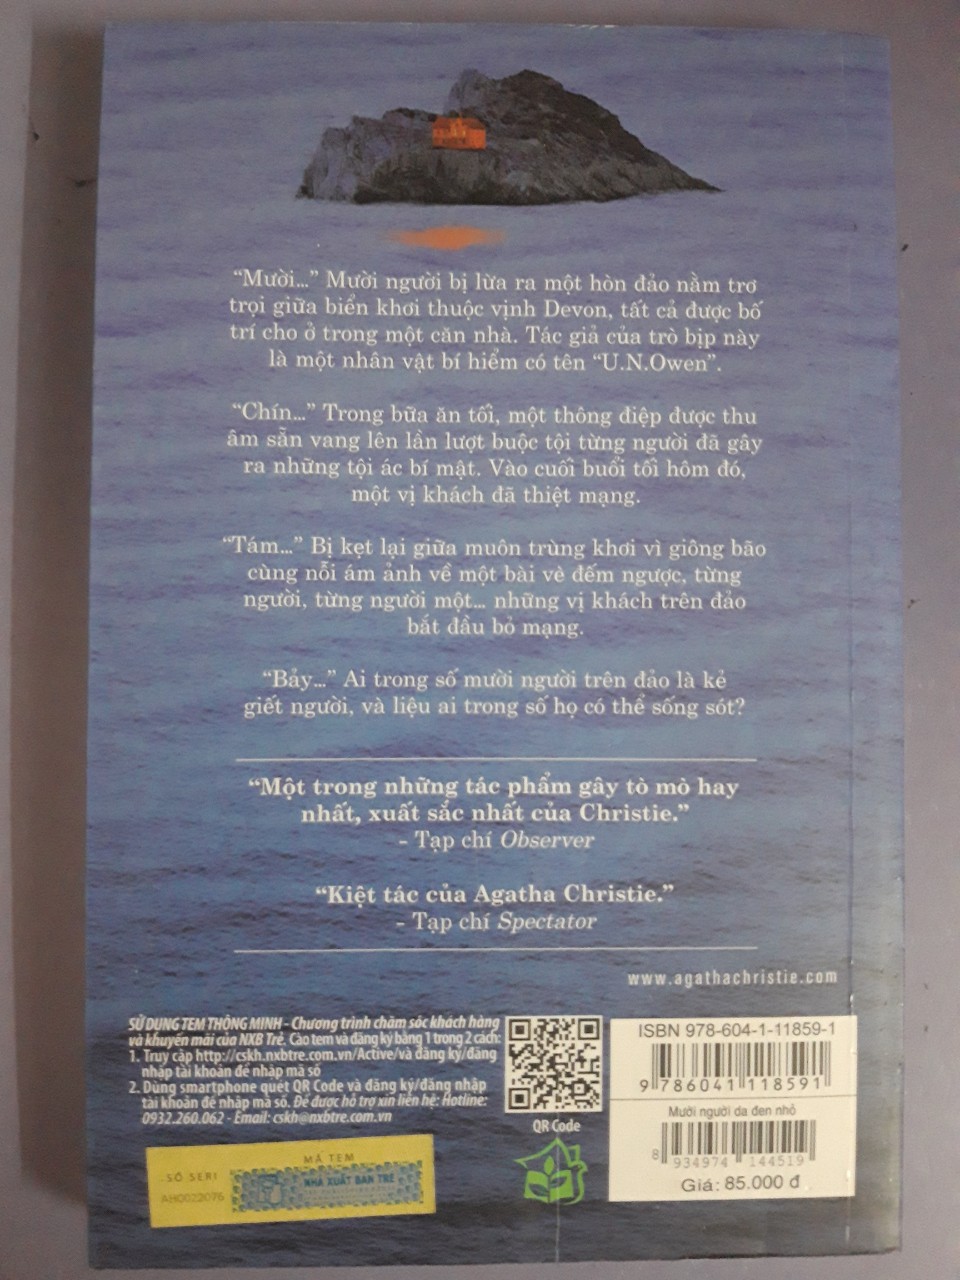 “Mười...” Mười người bị lừa ra một hòn đảo nằm trơ
trọi giữa biển khơi thuộc vịnh Devon, tất cả được bố
trí cho ở trong một căn nhà. Tác giả của trò bịp này
là một nhân vật bí hiểm có tên “U.N.Owen”.
“Chín...” Trong bữa ăn tối, một thông điệp được thu
âm sẵn vang lên lần lượt buộc tội từng người đã gây
ra những tội ác bí mật. Vào cuối buổi tối hôm đó,
một vị khách đã thiệt mạng.
“Tám...” Bị kẹt lại giữa muôn trùng khơi vì giông bão
cùng nỗi ám ảnh về một bài vè đếm ngược, từng
người, từng người một... những vị khách trên đảo
bắt đầu bỏ mạng.
“Bảy...” Ai trong số mười người trên đảo là kẻ
giết người, và liệu ai trong số họ có thể sống sót?
“Một trong những tác phẩm gây tò mò hay
nhất, xuất sắc nhất của Christie.”
- Tạp chí Observer
“Kiệt tác của Agatha Christie.”
- Tạp chí Spectator
www.agathachristie.com
SỬ DỤNG TEM THÔNG MINH - Chương trình chăm sóc khách hàng
và khuyến mãi của NXB Trẻ. Cào tem và đăng ký bằng 1 trong 2 cách:
1. Truy cập http://cskh.nxbtre.com.vn/Active/và đăng ký/đăng
nhập tài khoản để nhập mã số
2. Dùng smartphone quét QR Code và đăng ký/đăng nhập
tài khoản để nhập mã số. Để được hỗ trợ xin liên hệ: Hotline:
0932.260.062 - Email: cskh@nxbtre.com.vn
QR Code
MÃ TEM
SỐ SERI
NHÀ XUẤT BẢN TRẺ
AH0022075
ISBN 978-604-1-11859-1
9 786041 118591
Mười người da đen nhỏ
8 934974 144519
Giá: 85.000 đ